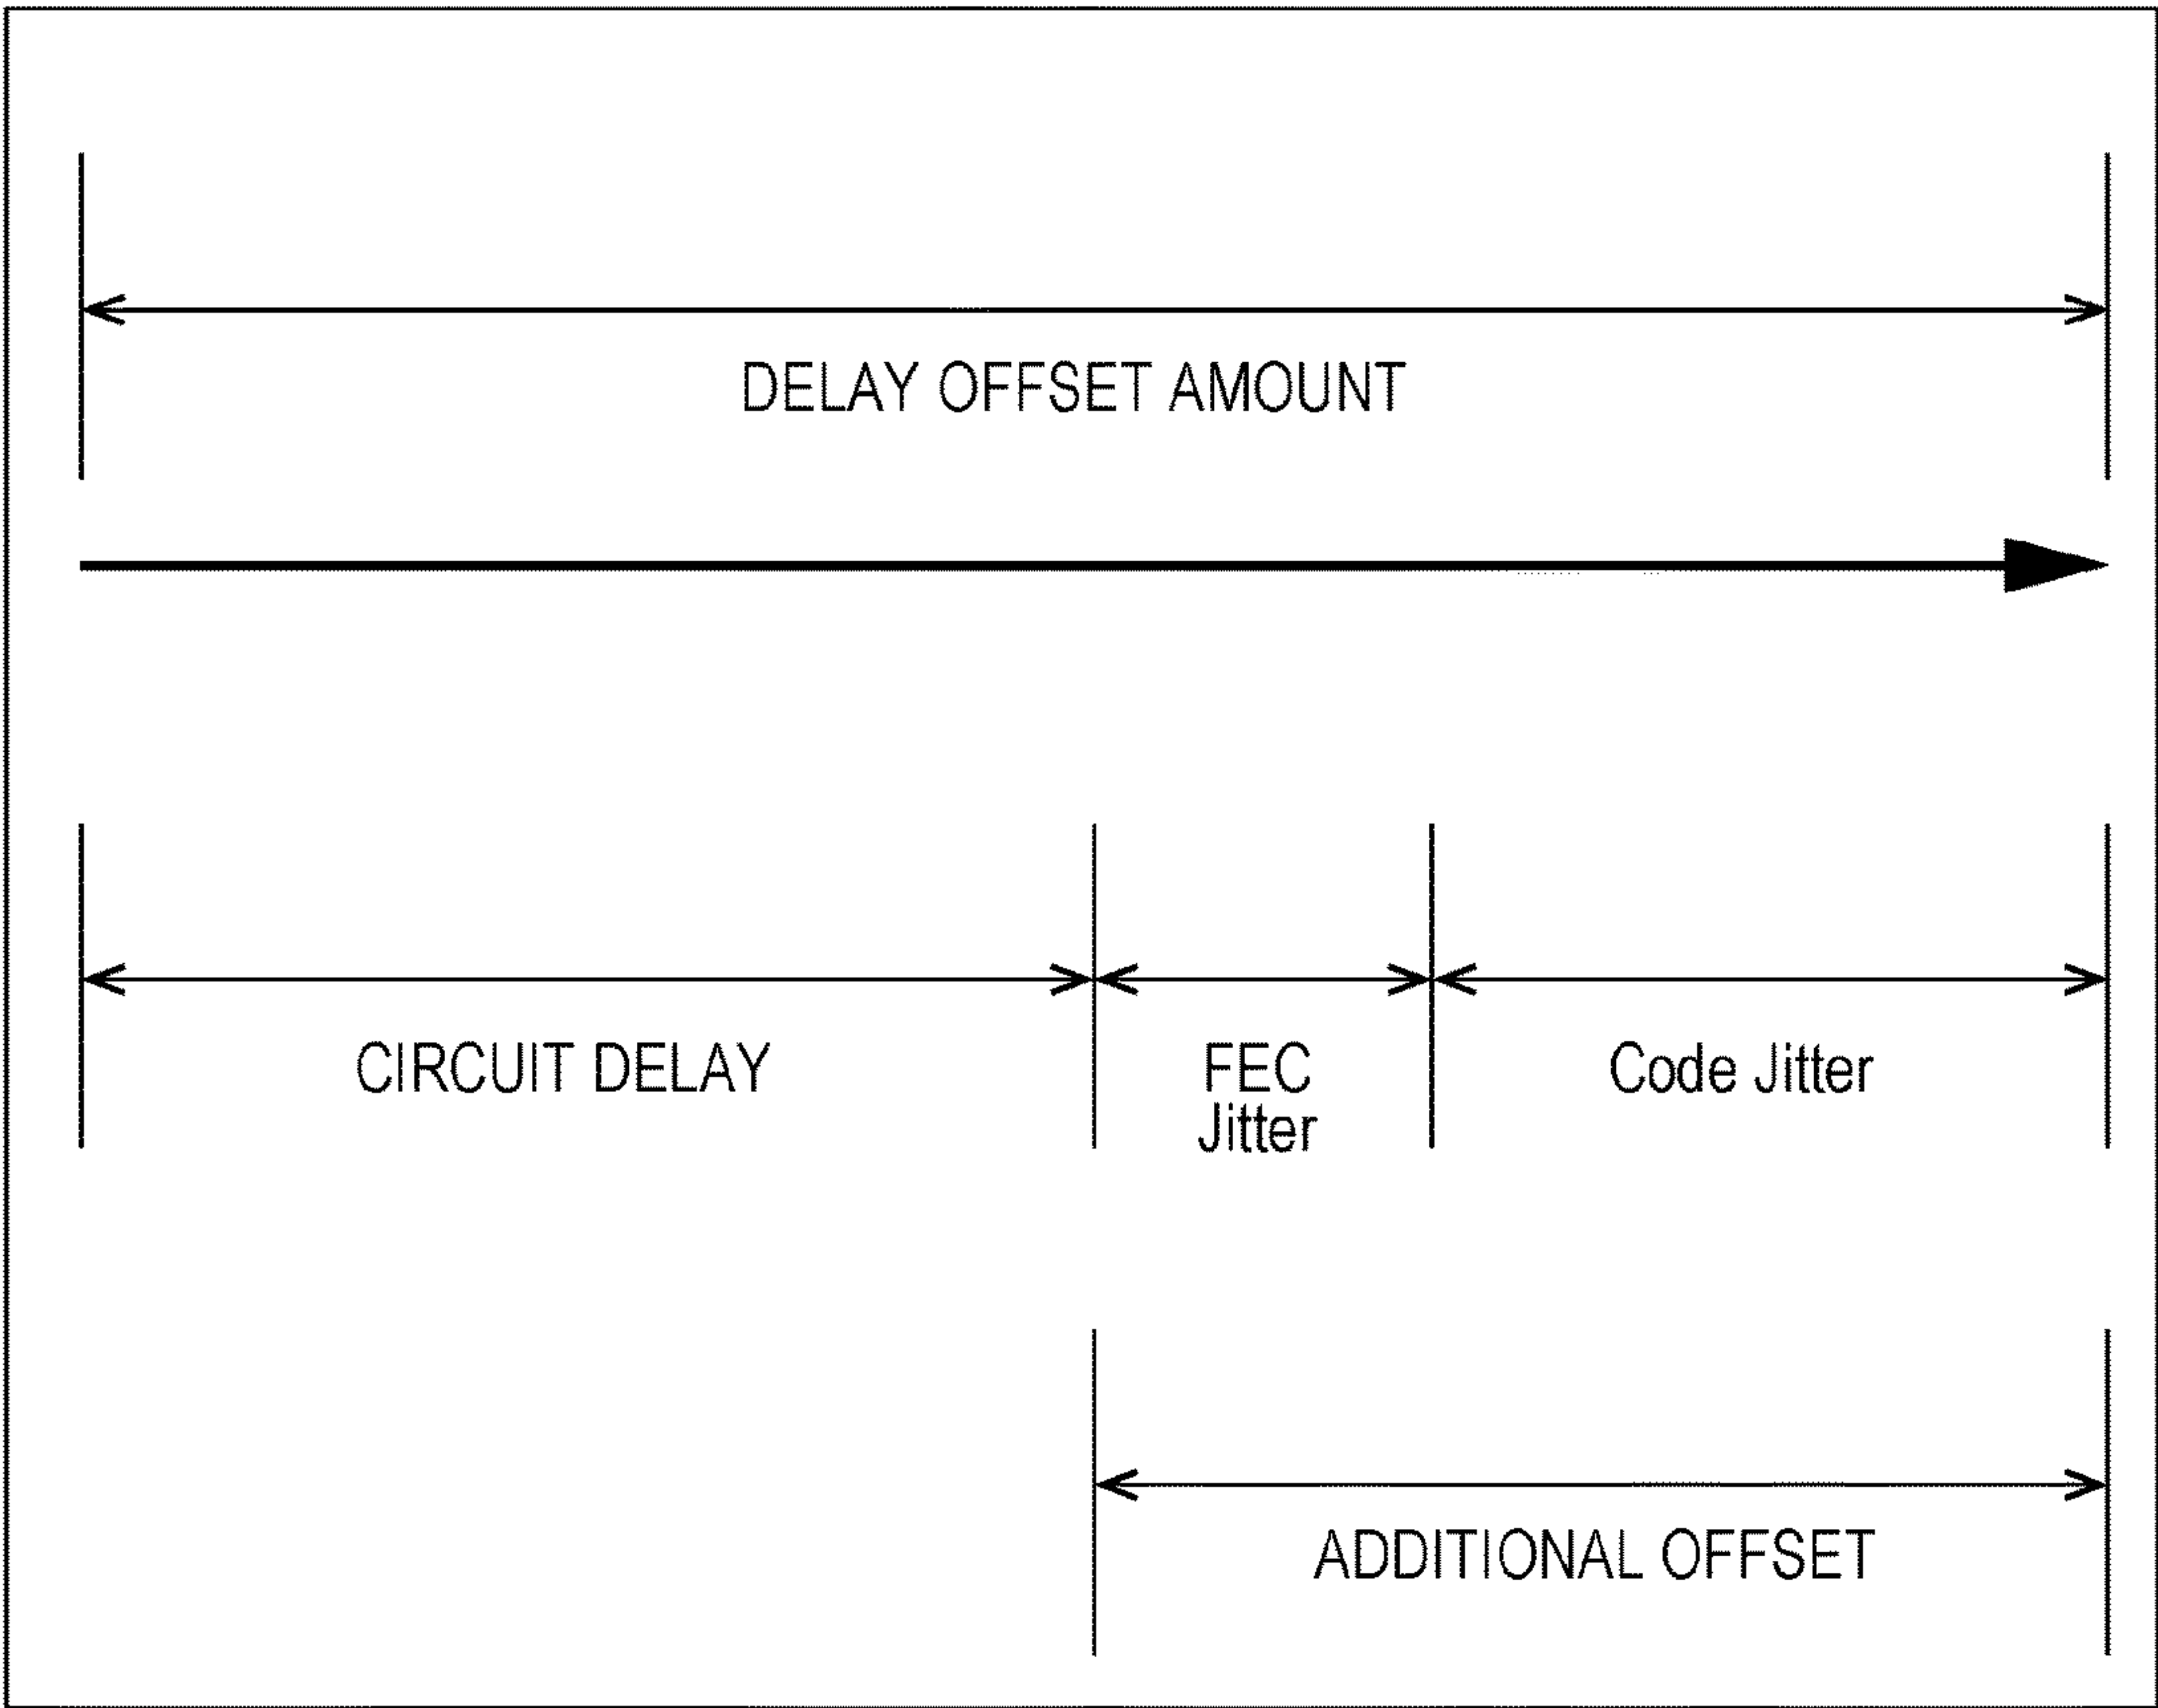 DELAY OFFSET AMOUNT
CIRCUIT DELAY
FEC
Jitter
Code Jitter
ADDITIONAL OFFSET